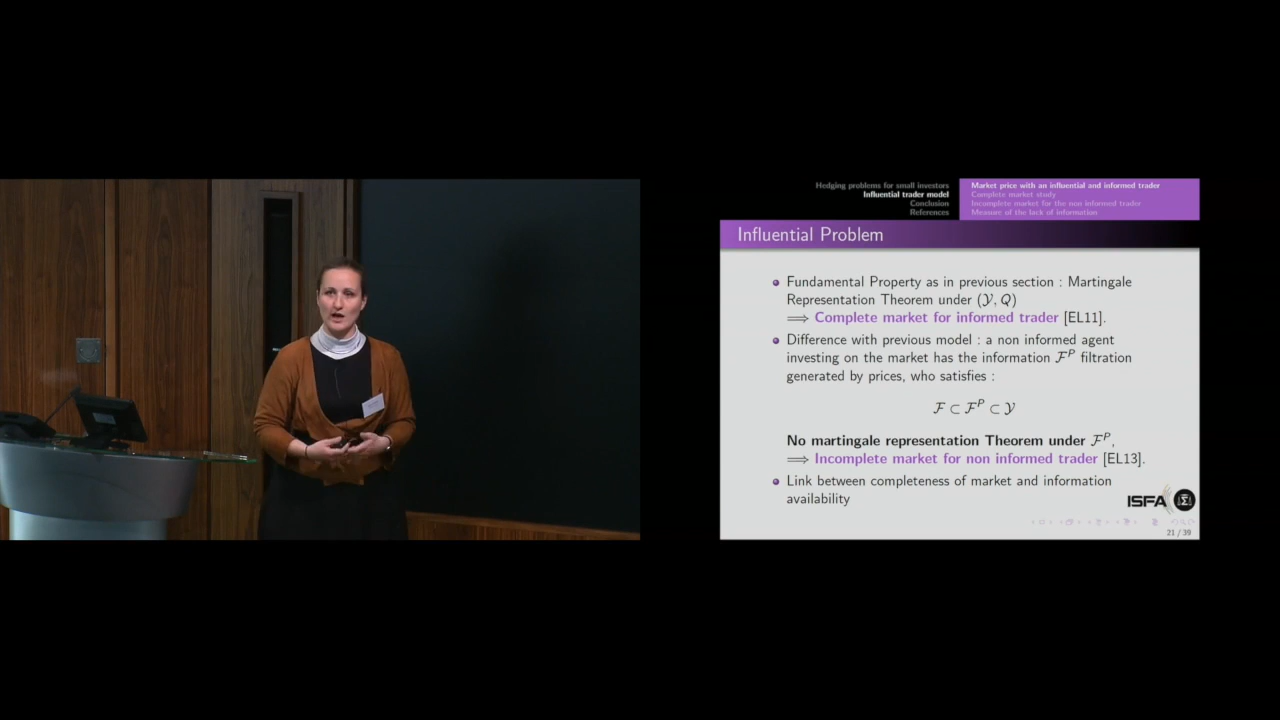 Hedging problems for small investors
Influential trader model
Conclusion
References
Market price with an influential and informed trader
Complete market study
Incomplete market for the non informed trader
Measure of the lack of information
Influential Problem
Fundamental Property as in previous section : Martingale
Representation Theorem under (𝒴, Q)
⟹ Complete market for informed trader [EL11].
Difference with previous model : a non informed agent
investing on the market has the information ℱᴾ filtration
generated by prices, who satisfies :
ℱ ⊂ ℱᴾ ⊂ 𝒴
No martingale representation Theorem under ℱᴾ,
⟹ Incomplete market for non informed trader [EL13].
Link between completeness of market and information
availability
ISFA
21 / 39